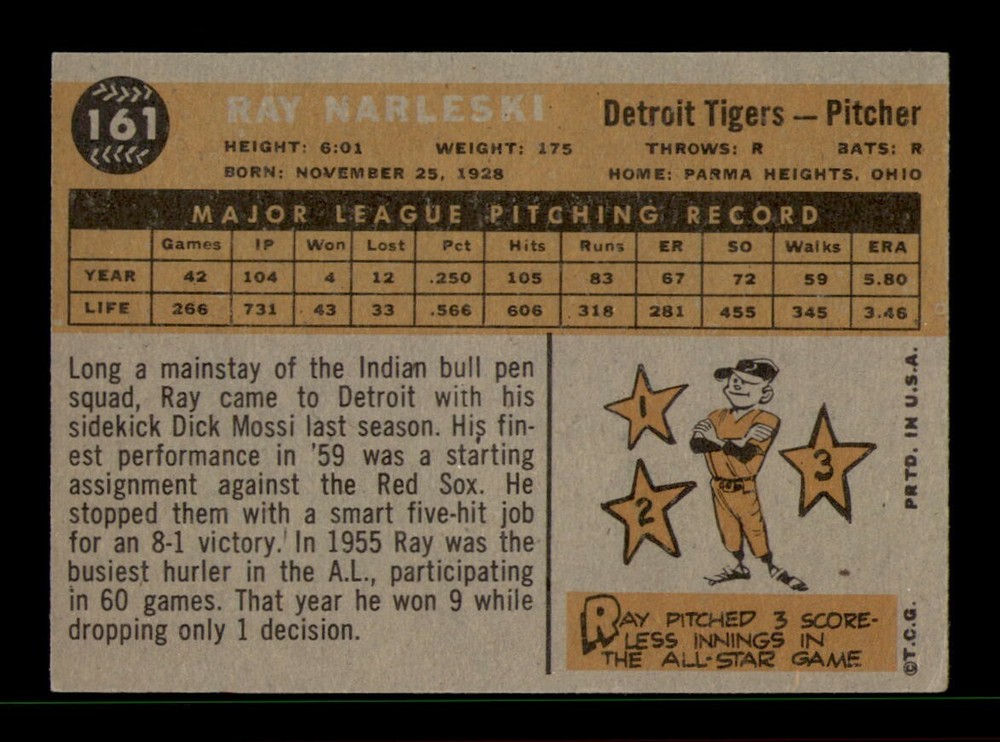 161
RAY NARLESKI
Detroit Tigers — Pitcher
HEIGHT: 6:01 WEIGHT: 175 THROWS: R BATS: R
BORN: NOVEMBER 25, 1928 HOME: PARMA HEIGHTS, OHIO
MAJOR LEAGUE PITCHING RECORD
Games IP Won Lost Pct Hits Runs ER SO Walks ERA
YEAR 42 104 4 12 .250 105 83 67 72 59 5.80
LIFE 266 731 43 33 .566 606 318 281 455 345 3.46
Long a mainstay of the Indian bull pen
squad, Ray came to Detroit with his
sidekick Dick Mossi last season. His fin-
est performance in '59 was a starting
assignment against the Red Sox. He
stopped them with a smart five-hit job
for an 8-1 victory. In 1955 Ray was the
busiest hurler in the A.L., participating
in 60 games. That year he won 9 while
dropping only 1 decision.
1
2
3
RAY PITCHED 3 SCORE-
LESS INNINGS IN
THE ALL-STAR GAME
©T.C.G. PRTD. IN U.S.A.